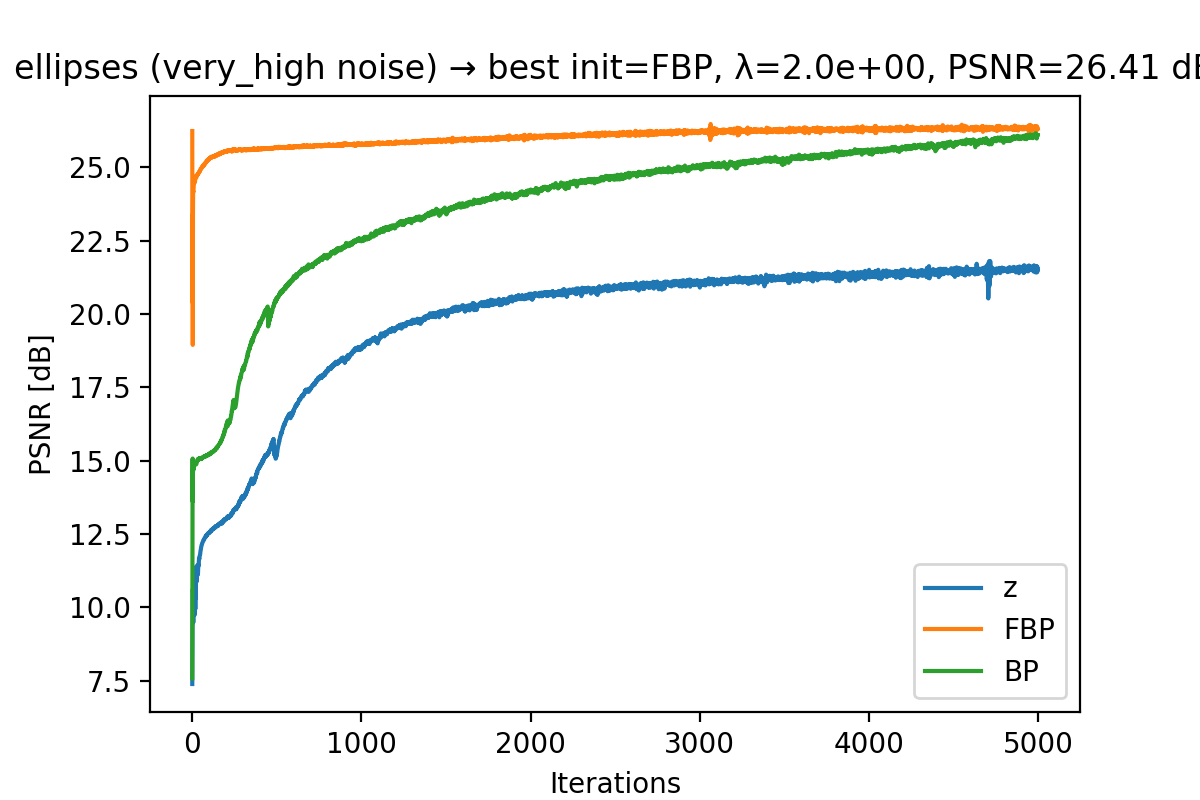 ellipses (very_high noise) → best init=FBP, λ=2.0e+00, PSNR=26.41 dB
PSNR [dB]
25.0
22.5
20.0
17.5
15.0
12.5
10.0
7.5
z
FBP
BP
0 1000 2000 3000 4000 5000
Iterations